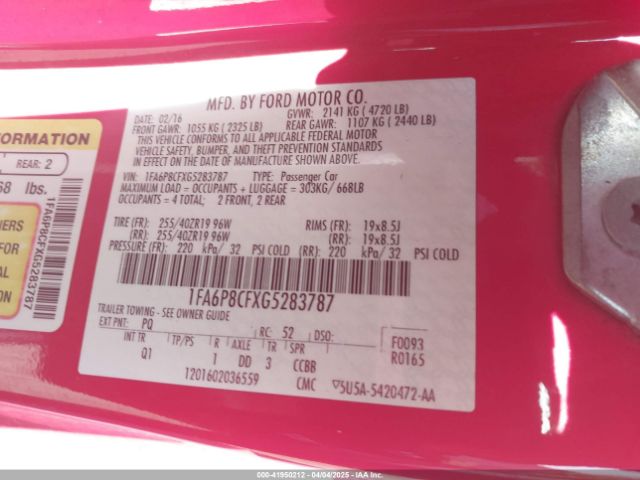 MFD. BY FORD MOTOR CO.
DATE: 02/16 GVWR: 2141 KG ( 4720 LB)
FRONT GAWR: 1055 KG ( 2325 LB) REAR GAWR: 1107 KG ( 2440 LB)
THIS VEHICLE CONFORMS TO ALL APPLICABLE FEDERAL MOTOR
VEHICLE SAFETY, BUMPER, AND THEFT PREVENTION STANDARDS
IN EFFECT ON THE DATE OF MANUFACTURE SHOWN ABOVE.
VIN: 1FA6P8CFXG5283787 TYPE: Passenger Car
MAXIMUM LOAD = OCCUPANTS + LUGGAGE = 303KG/ 668LB
OCCUPANTS = 4 TOTAL; 2 FRONT, 2 REAR
TIRE (FR): 255/40ZR19 96W RIMS (FR): 19x8.5J
(RR): 255/40ZR19 96W (RR): 19x8.5J
PRESSURE (FR): 220 kPa/ 32 PSI COLD (RR): 220 kPa/ 32 PSI COLD
1FA6P8CFXG5283787
TRAILER TOWING - SEE OWNER GUIDE
EXT PNT: PQ RC: 52 DSO: F0093
INT TR TP/PS R AXLE TR SPR R0165
Q1 1 DD 3 CCBB
1201602036559 CMC 5U5A-5420472-AA
FORMATION
REAR: 2
68 lbs.
1FA6P8CFXG5283787
000-41950212 - 04/04/2025 - IAAI.COM